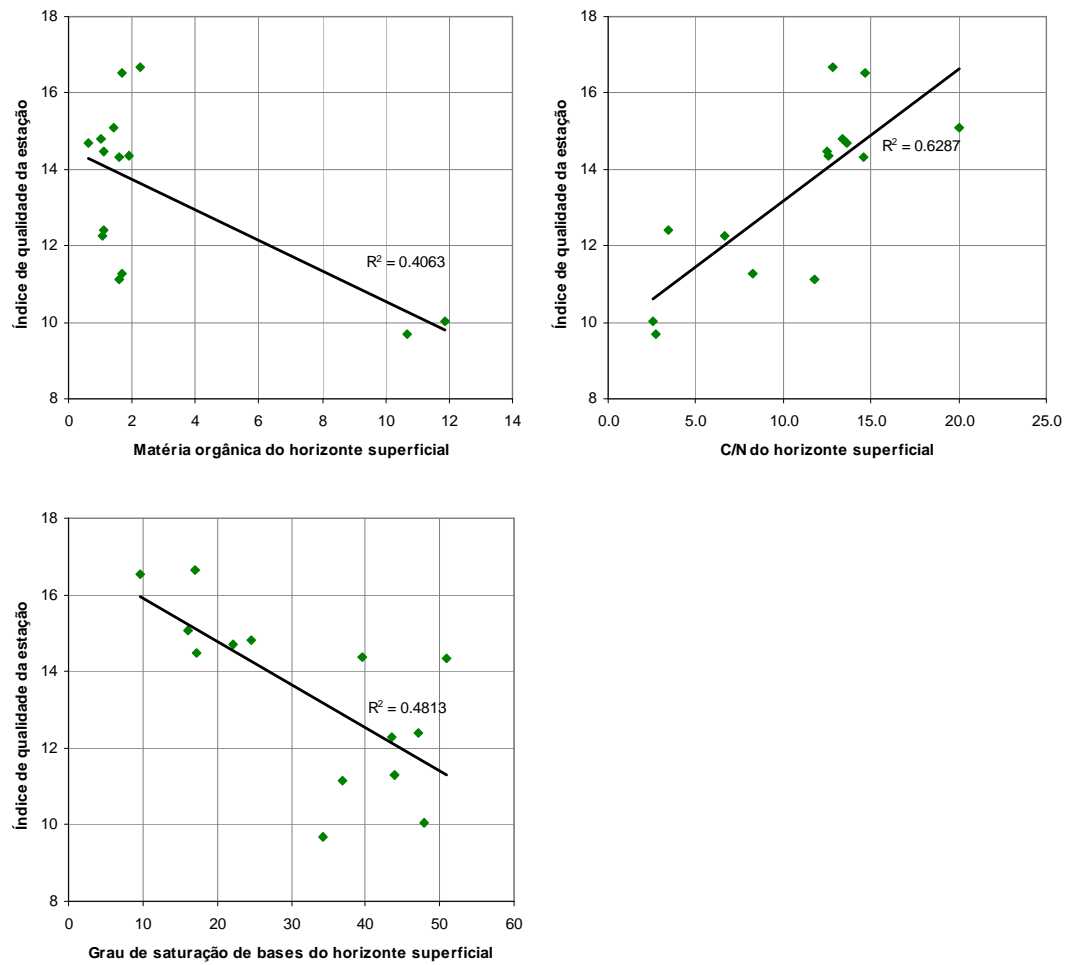 18
16
14
12
10
8
Índice de qualidade da estação
R² = 0.4063
0 2 4 6 8 10 12 14
Matéria orgânica do horizonte superficial
18
16
14
12
10
8
Índice de qualidade da estação
R² = 0.6287
0.0 5.0 10.0 15.0 20.0 25.0
C/N do horizonte superficial
18
16
14
12
10
8
Índice de qualidade da estação
R² = 0.4813
0 10 20 30 40 50 60
Grau de saturação de bases do horizonte superficial